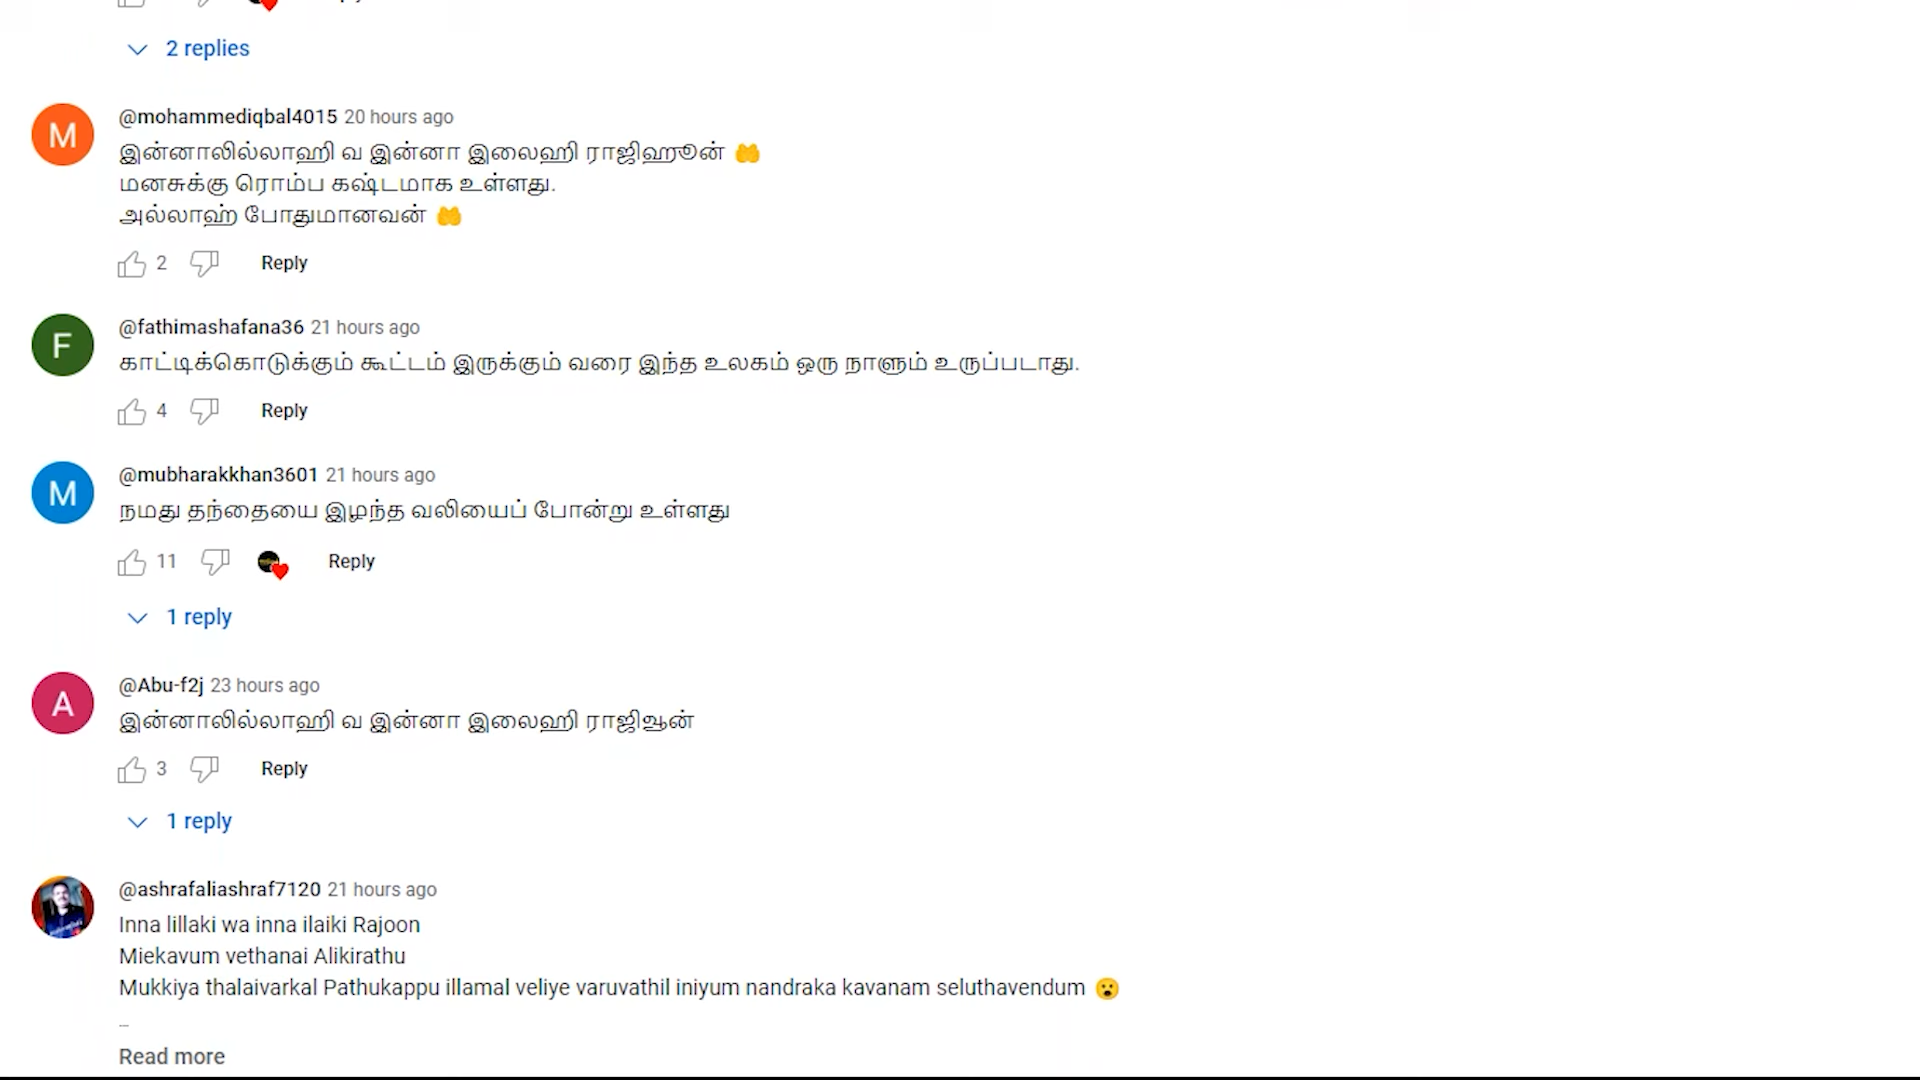 2 replies
@mohammediqbal4015 20 hours ago
இன்னாலில்லாஹி வ இன்னா இலைஹி ராஜிஹூன் 🤲
மனசுக்கு ரொம்ப கஷ்டமாக உள்ளது.
அல்லாஹ் போதுமானவன் 🤲
2 Reply
@fathimashafana36 21 hours ago
காட்டிக்கொடுக்கும் கூட்டம் இருக்கும் வரை இந்த உலகம் ஒரு நாளும் உருப்படாது.
4 Reply
@mubharakkhan3601 21 hours ago
நமது தந்தையை இழந்த வலியைப் போன்று உள்ளது
11 Reply
1 reply
@Abu-f2j 23 hours ago
இன்னாலில்லாஹி வ இன்னா இலைஹி ராஜிஊன்
3 Reply
1 reply
@ashrafaliashraf7120 21 hours ago
Inna lillaki wa inna ilaiki Rajoon
Miekavum vethanai Alikirathu
Mukkiya thalaivarkal Pathukappu illamal veliye varuvathil iniyum nandraka kavanam seluthavendum 😮
Read more